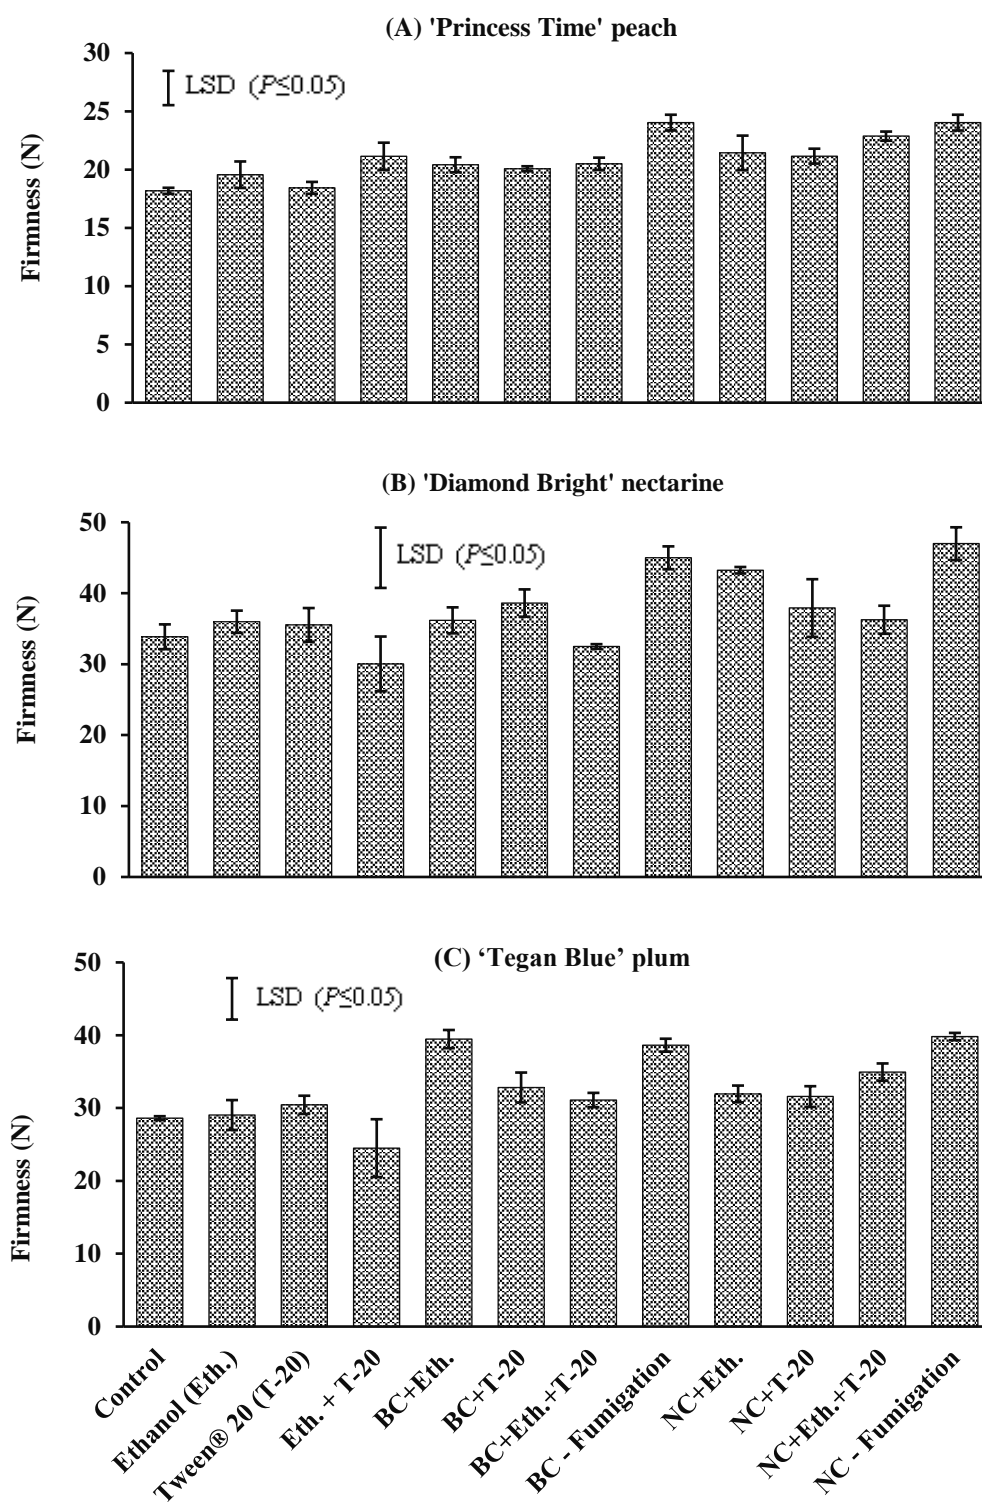 (A) 'Princess Time' peach
30
25
20
15
10
5
0
Firmness (N)
LSD (P≤0.05)
(B) 'Diamond Bright' nectarine
50
40
30
20
10
0
Firmness (N)
LSD (P≤0.05)
(C) ‘Tegan Blue’ plum
50
40
30
20
10
0
Firmness (N)
LSD (P≤0.05)
Control
Ethanol (Eth.)
Tween® 20 (T-20)
Eth. + T-20
BC+Eth.
BC+T-20
BC+Eth.+T-20
BC - Fumigation
NC+Eth.
NC+T-20
NC+Eth.+T-20
NC - Fumigation